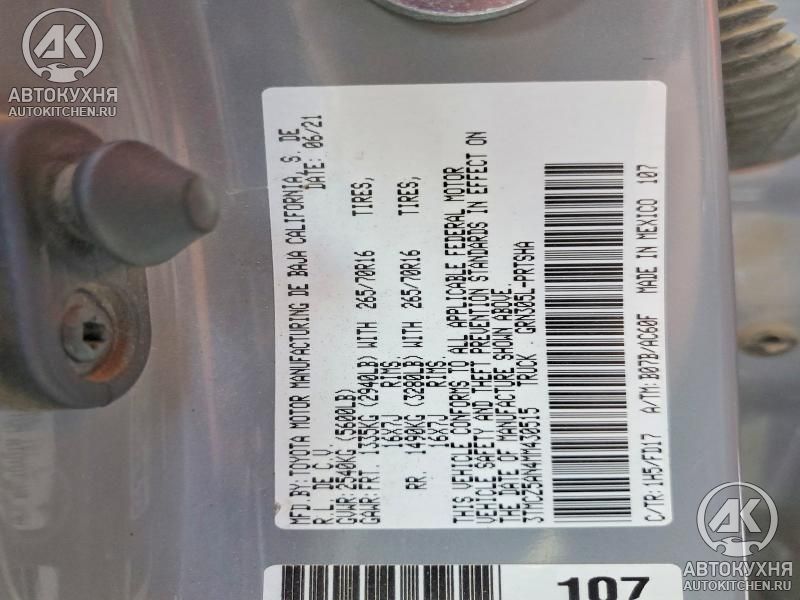 АВТОКУХНЯ
AUTOKITCHEN.RU
MFD BY: TOYOTA MOTOR MANUFACTURING DE BAJA CALIFORNIA, S. DE
R.L. DE C.V. DATE: 06/21
GVWR: 2540KG (5600LB)
GAWR: FRT. 1335KG (2940LB) WITH 265/70R16 TIRES,
16X7J RIMS.
RR. 1490KG (3280LB) WITH 265/70R16 TIRES,
16X7J RIMS.
THIS VEHICLE CONFORMS TO ALL APPLICABLE FEDERAL MOTOR
VEHICLE SAFETY AND THEFT PREVENTION STANDARDS IN EFFECT ON
THE DATE OF MANUFACTURE SHOWN ABOVE.
3TMCZ5AN4MM430515 TRUCK GRN305L-PRTSHA
C/TR: 1H5/FD17 A/TM: B07B/AC60F MADE IN MEXICO 107
107
АВТОКУХНЯ
AUTOKITCHEN.RU